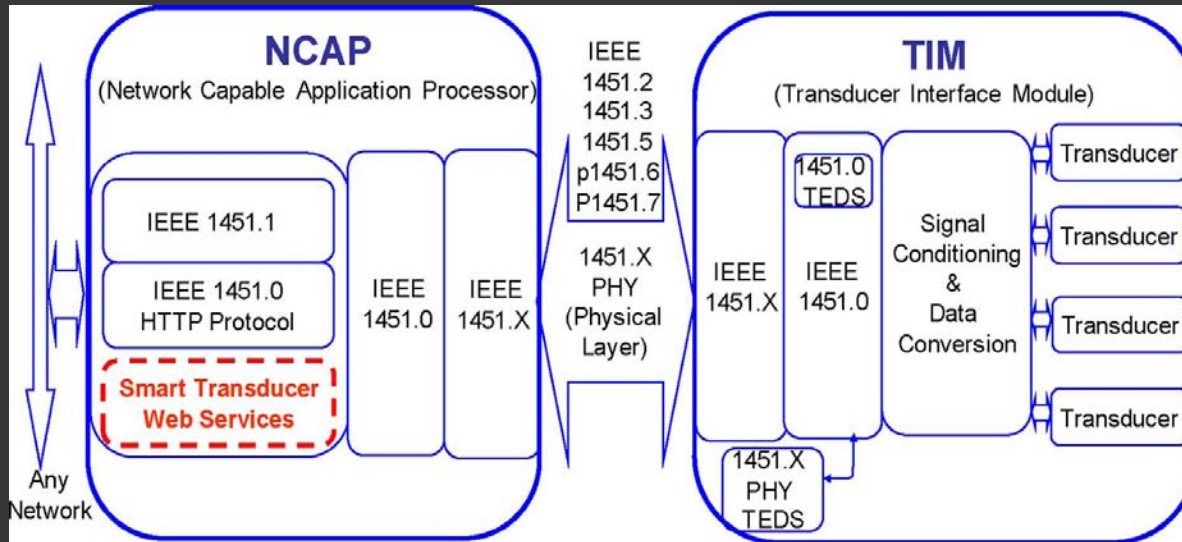 NCAP
(Network Capable Application Processor)
IEEE 1451.1
IEEE 1451.0
HTTP Protocol
Smart Transducer
Web Services
IEEE
1451.0
IEEE
1451.X
Any
Network
IEEE
1451.2
1451.3
1451.5
p1451.6
P1451.7
1451.X
PHY
(Physical
Layer)
TIM
(Transducer Interface Module)
IEEE
1451.X
1451.0
TEDS
IEEE
1451.0
1451.X
PHY
TEDS
Signal
Conditioning
&
Data
Conversion
Transducer
Transducer
Transducer
Transducer